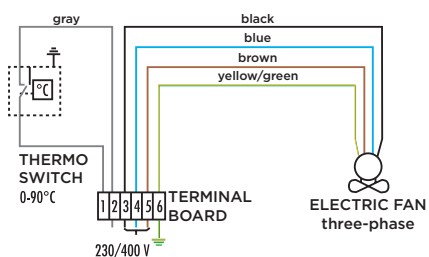 gray
black
blue
brown
yellow/green
°C
THERMO
SWITCH
0-90°C
1 2 3 4 5 6
TERMINAL
BOARD
230/400 V
ELECTRIC FAN
three-phase